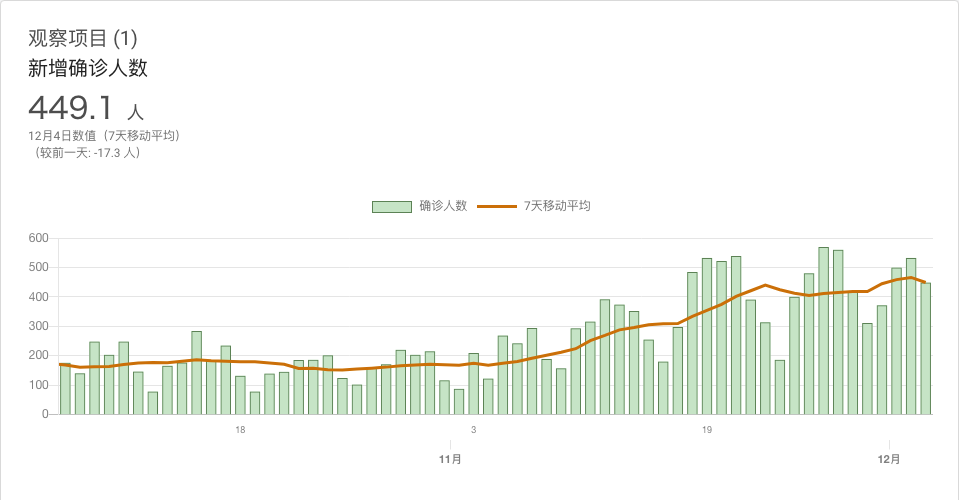 观察项目 (1)
新增确诊人数
449.1 人
12月4日数值（7天移动平均）
（较前一天: -17.3 人）
确诊人数 7天移动平均
600
500
400
300
200
100
0
18 3 19
11月 12月